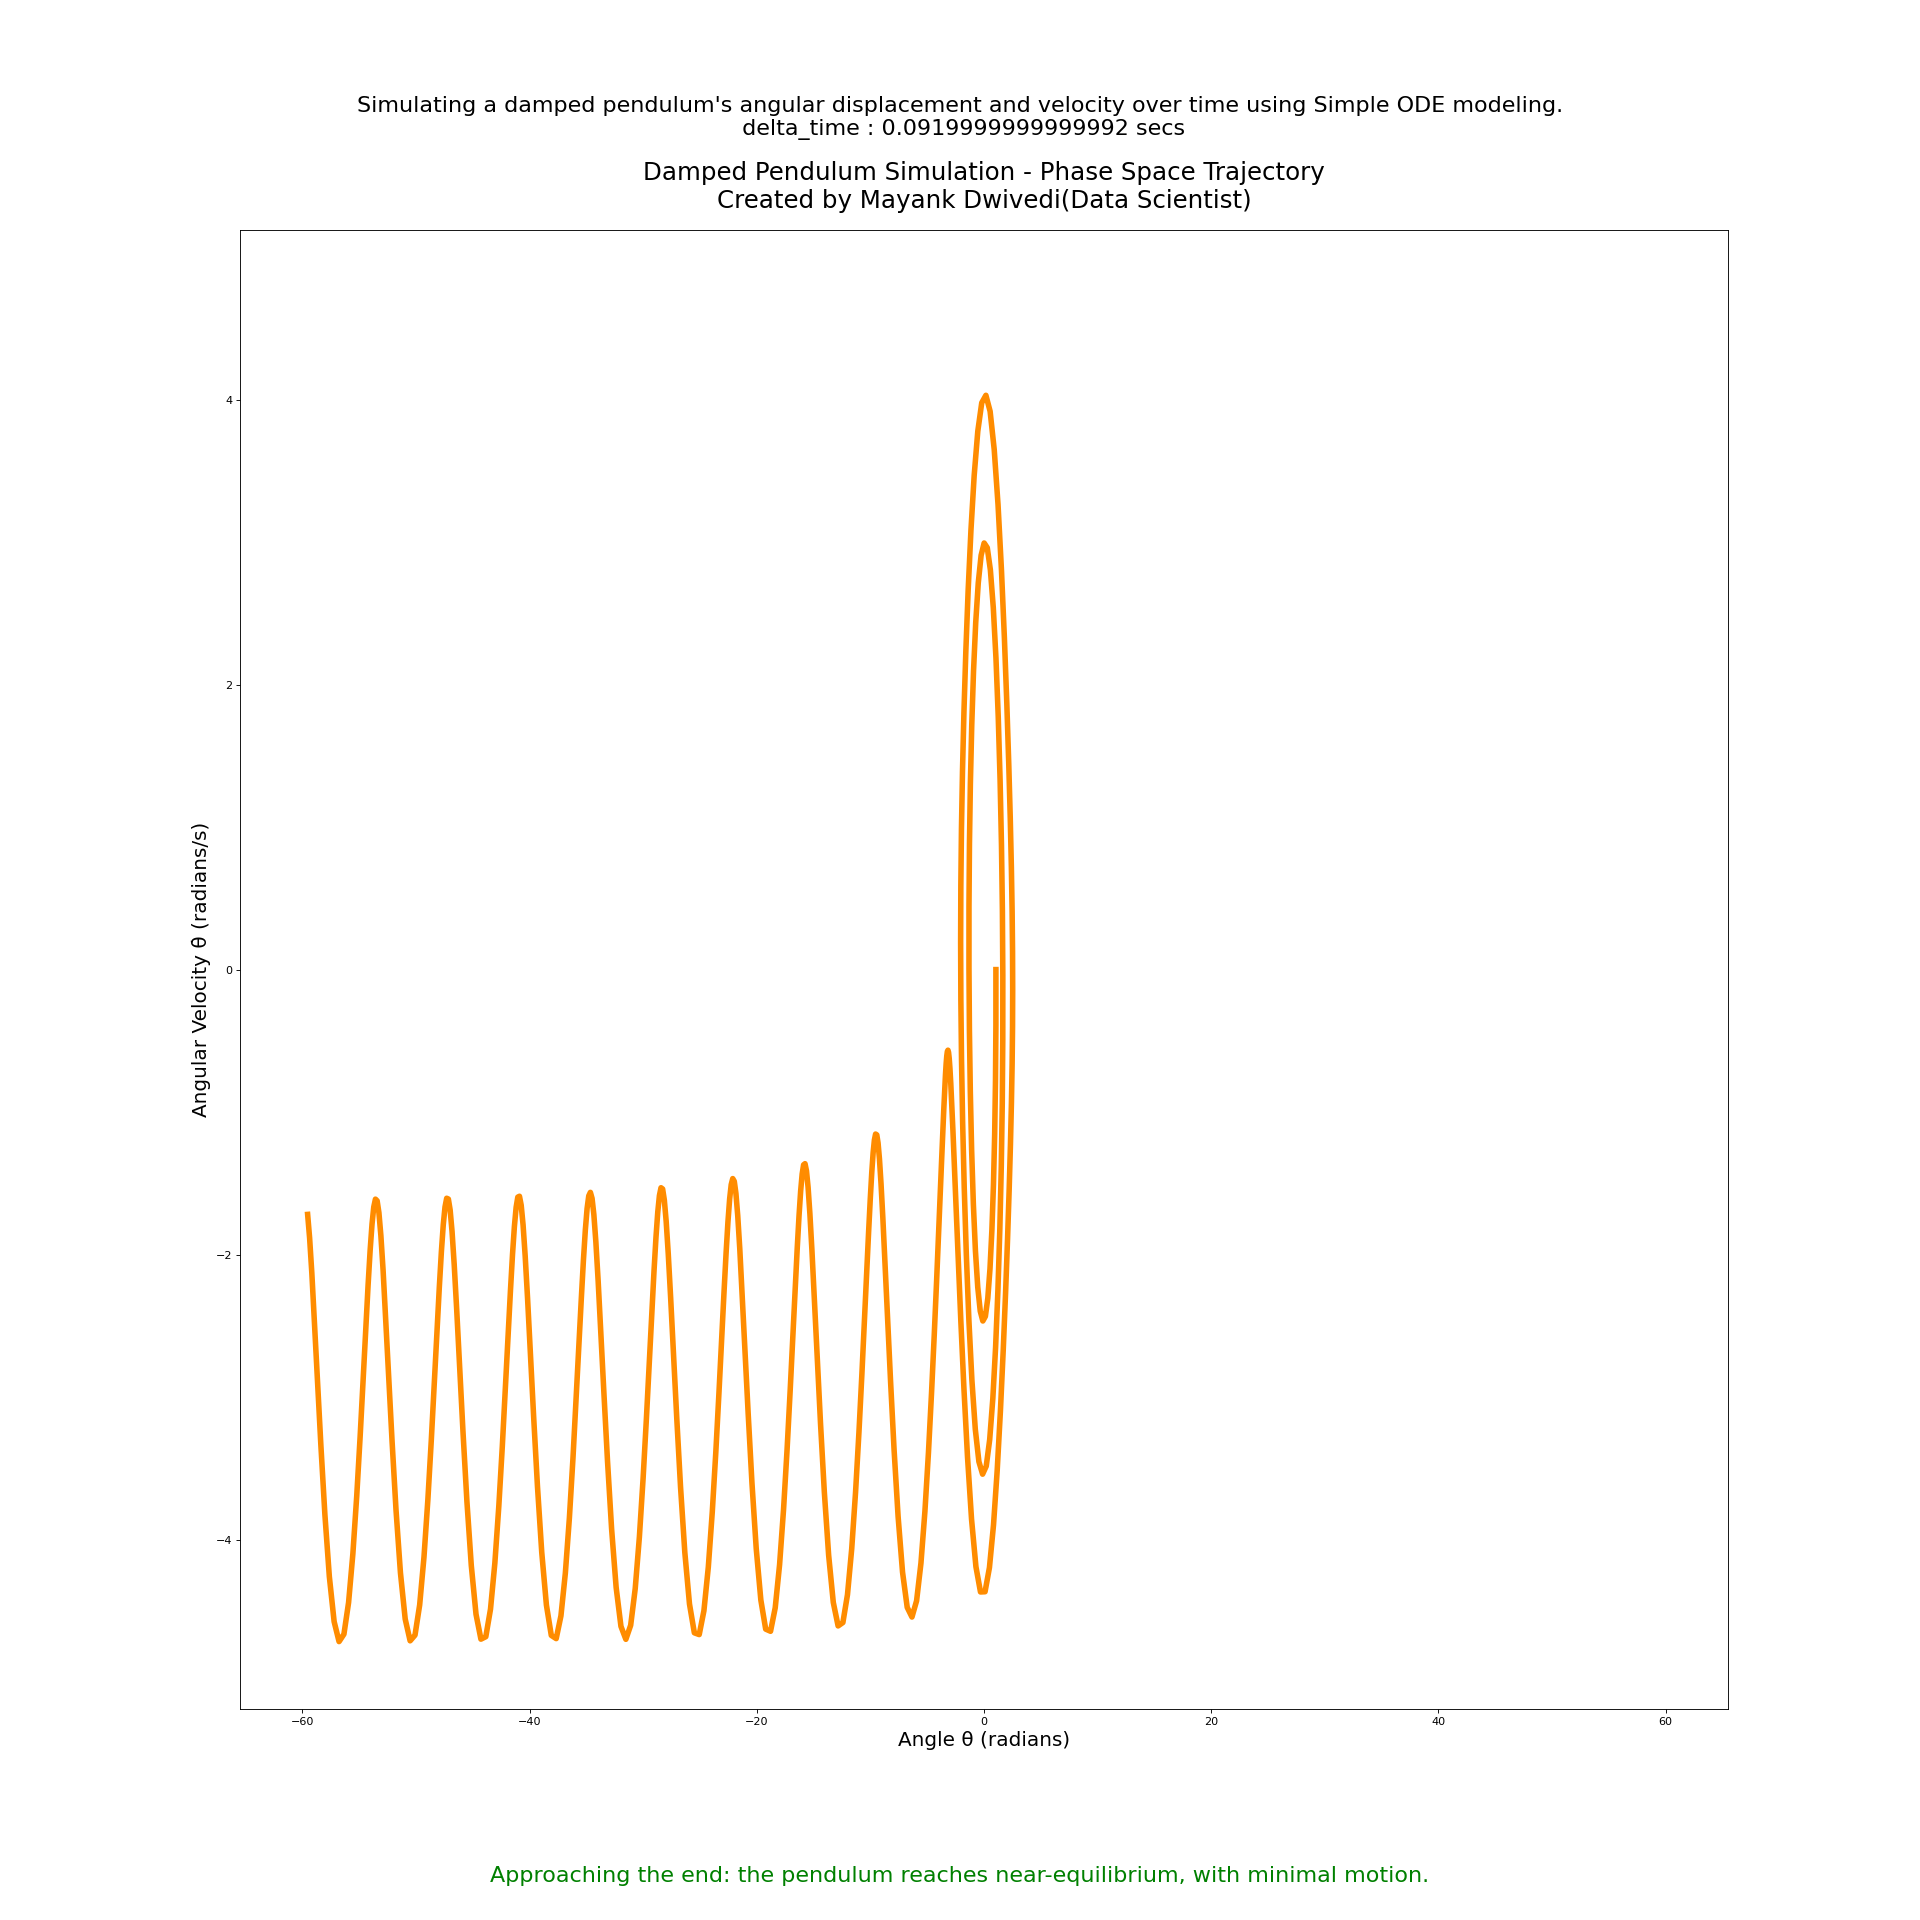 Simulating a damped pendulum's angular displacement and velocity over time using Simple ODE modeling.
delta_time : 0.0919999999999992 secs
Damped Pendulum Simulation - Phase Space Trajectory
Created by Mayank Dwivedi(Data Scientist)
4
2
0
−2
−4
Angular Velocity θ (radians/s)
−60
−40
−20
0
20
40
60
Angle θ (radians)
Approaching the end: the pendulum reaches near-equilibrium, with minimal motion.